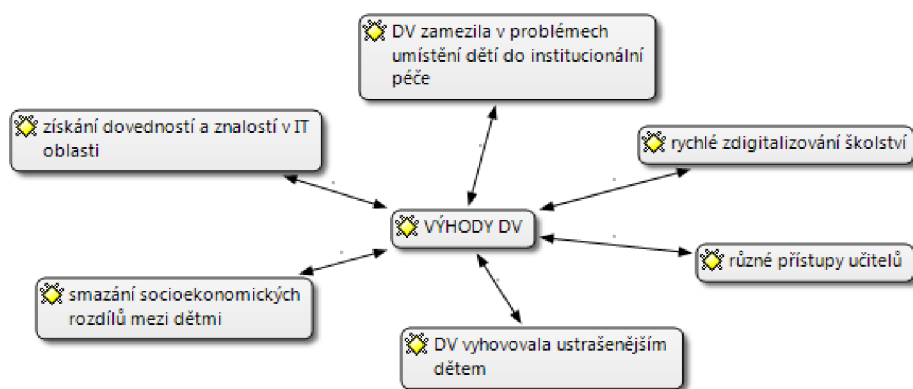 DV zamezila v problémech
umístění dětí do institucionální
péče
získání dovedností a znalostí v IT
oblasti
rychlé zdigitalizování školství
VÝHODY DV
různé přístupy učitelů
smazání socioekonomických
rozdílů mezi dětmi
DV vyhovovala ustrašenějším
dětem